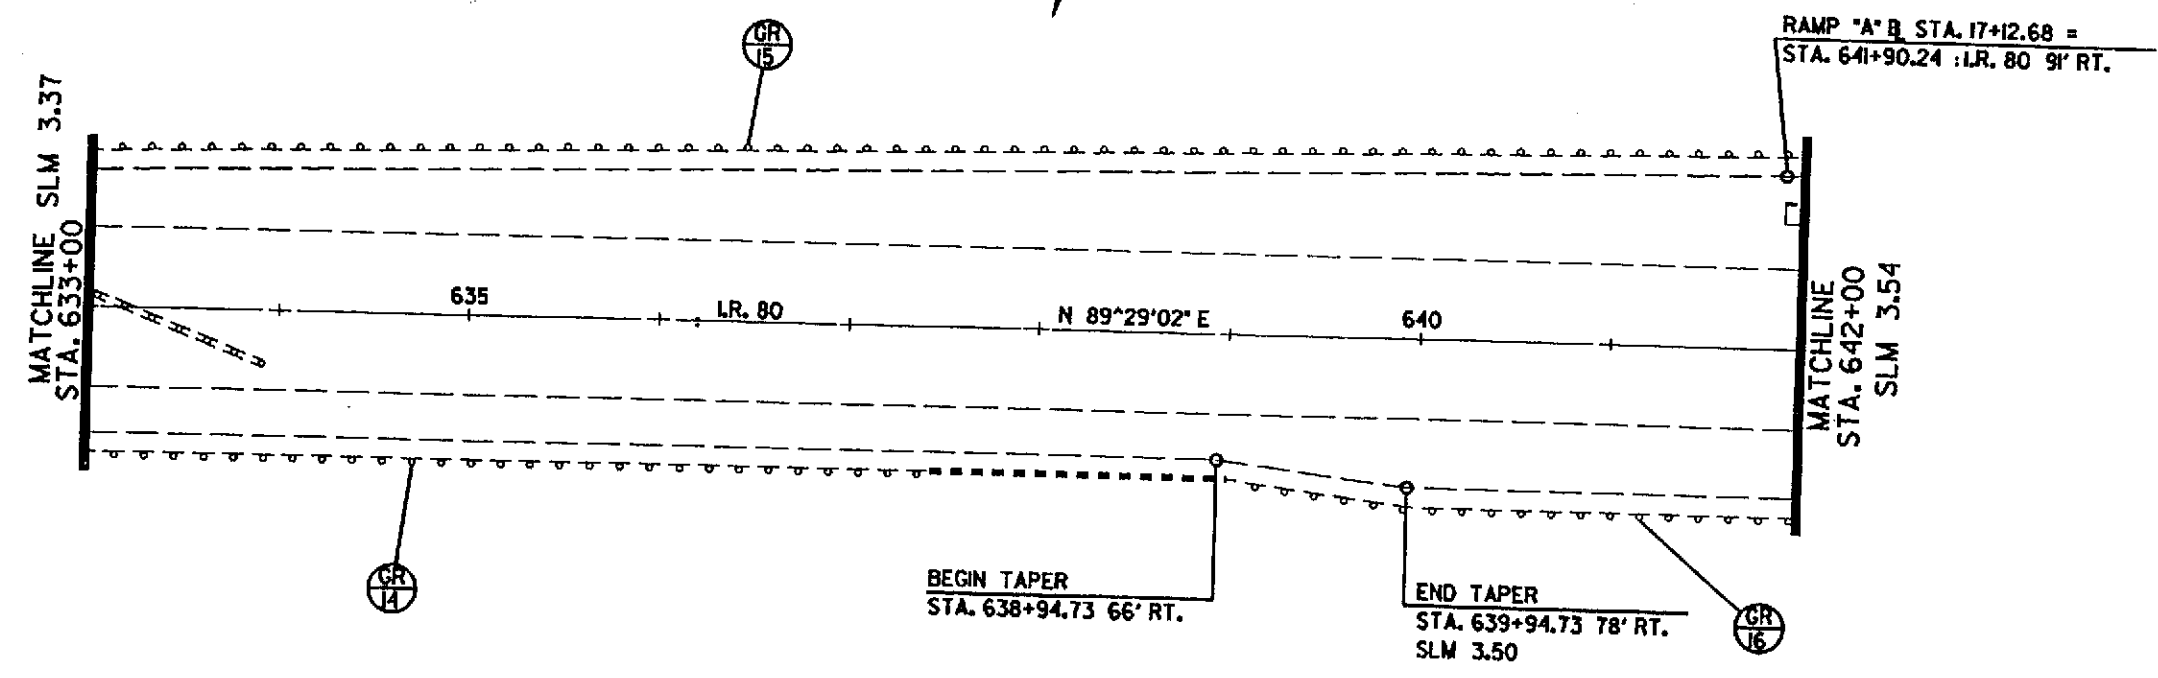 GR
15
RAMP "A" B STA. 17+12.68 =
STA. 641+90.24 :I.R. 80 91' RT.
MATCHLINE SLM 3.37
STA. 633+00
635
I.R. 80
N 89^29'02" E
640
MATCHLINE
STA. 642+00
SLM 3.54
GR
14
BEGIN TAPER
STA. 638+94.73 66' RT.
END TAPER
STA. 639+94.73 78' RT.
SLM 3.50
GR
16